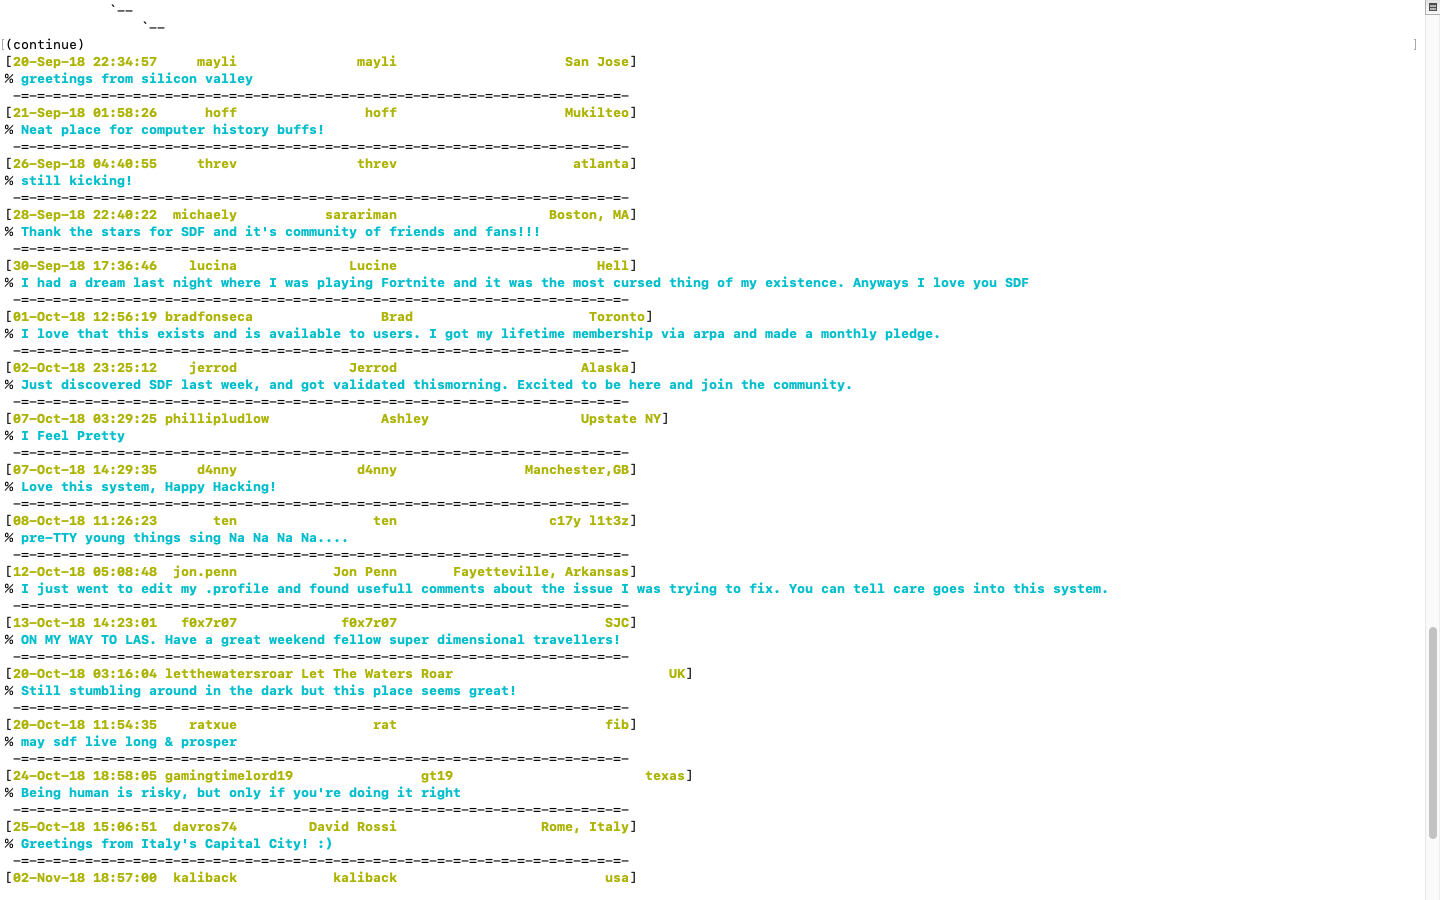 `--
`--
(continue)
[20-Sep-18 22:34:57     mayli               mayli                     San Jose]
% greetings from silicon valley
-=-=-=-=-=-=-=-=-=-=-=-=-=-=-=-=-=-=-=-=-=-=-=-=-=-=-=-=-=-=-=-=-=-=-=-=-=-=-
[21-Sep-18 01:58:26      hoff                hoff                     Mukilteo]
% Neat place for computer history buffs!
-=-=-=-=-=-=-=-=-=-=-=-=-=-=-=-=-=-=-=-=-=-=-=-=-=-=-=-=-=-=-=-=-=-=-=-=-=-=-
[26-Sep-18 04:40:55     threv               threv                      atlanta]
% still kicking!
-=-=-=-=-=-=-=-=-=-=-=-=-=-=-=-=-=-=-=-=-=-=-=-=-=-=-=-=-=-=-=-=-=-=-=-=-=-=-
[28-Sep-18 22:40:22  michaely           sarariman                   Boston, MA]
% Thank the stars for SDF and it's community of friends and fans!!!
-=-=-=-=-=-=-=-=-=-=-=-=-=-=-=-=-=-=-=-=-=-=-=-=-=-=-=-=-=-=-=-=-=-=-=-=-=-=-
[30-Sep-18 17:36:46    lucina              Lucine                         Hell]
% I had a dream last night where I was playing Fortnite and it was the most cursed thing of my existence. Anyways I love you SDF
-=-=-=-=-=-=-=-=-=-=-=-=-=-=-=-=-=-=-=-=-=-=-=-=-=-=-=-=-=-=-=-=-=-=-=-=-=-=-
[01-Oct-18 12:56:19 bradfonseca                Brad                      Toronto]
% I love that this exists and is available to users. I got my lifetime membership via arpa and made a monthly pledge.
-=-=-=-=-=-=-=-=-=-=-=-=-=-=-=-=-=-=-=-=-=-=-=-=-=-=-=-=-=-=-=-=-=-=-=-=-=-=-
[02-Oct-18 23:25:12    jerrod              Jerrod                       Alaska]
% Just discovered SDF last week, and got validated thismorning. Excited to be here and join the community.
-=-=-=-=-=-=-=-=-=-=-=-=-=-=-=-=-=-=-=-=-=-=-=-=-=-=-=-=-=-=-=-=-=-=-=-=-=-=-
[07-Oct-18 03:29:25 phillipludlow              Ashley                   Upstate NY]
% I Feel Pretty
-=-=-=-=-=-=-=-=-=-=-=-=-=-=-=-=-=-=-=-=-=-=-=-=-=-=-=-=-=-=-=-=-=-=-=-=-=-=-
[07-Oct-18 14:29:35     d4nny               d4nny                Manchester,GB]
% Love this system, Happy Hacking!
-=-=-=-=-=-=-=-=-=-=-=-=-=-=-=-=-=-=-=-=-=-=-=-=-=-=-=-=-=-=-=-=-=-=-=-=-=-=-
[08-Oct-18 11:26:23       ten                 ten                   c17y l1t3z]
% pre-TTY young things sing Na Na Na Na....
-=-=-=-=-=-=-=-=-=-=-=-=-=-=-=-=-=-=-=-=-=-=-=-=-=-=-=-=-=-=-=-=-=-=-=-=-=-=-
[12-Oct-18 05:08:48  jon.penn            Jon Penn       Fayetteville, Arkansas]
% I just went to edit my .profile and found usefull comments about the issue I was trying to fix. You can tell care goes into this system.
-=-=-=-=-=-=-=-=-=-=-=-=-=-=-=-=-=-=-=-=-=-=-=-=-=-=-=-=-=-=-=-=-=-=-=-=-=-=-
[13-Oct-18 14:23:01   f0x7r07             f0x7r07                          SJC]
% ON MY WAY TO LAS. Have a great weekend fellow super dimensional travellers!
-=-=-=-=-=-=-=-=-=-=-=-=-=-=-=-=-=-=-=-=-=-=-=-=-=-=-=-=-=-=-=-=-=-=-=-=-=-=-
[20-Oct-18 03:16:04 letthewatersroar Let The Waters Roar                           UK]
% Still stumbling around in the dark but this place seems great!
-=-=-=-=-=-=-=-=-=-=-=-=-=-=-=-=-=-=-=-=-=-=-=-=-=-=-=-=-=-=-=-=-=-=-=-=-=-=-
[20-Oct-18 11:54:35    ratxue                 rat                          fib]
% may sdf live long & prosper
-=-=-=-=-=-=-=-=-=-=-=-=-=-=-=-=-=-=-=-=-=-=-=-=-=-=-=-=-=-=-=-=-=-=-=-=-=-=-
[24-Oct-18 18:58:05 gamingtimelord19                gt19                        texas]
% Being human is risky, but only if you're doing it right
-=-=-=-=-=-=-=-=-=-=-=-=-=-=-=-=-=-=-=-=-=-=-=-=-=-=-=-=-=-=-=-=-=-=-=-=-=-=-
[25-Oct-18 15:06:51  davros74         David Rossi                  Rome, Italy]
% Greetings from Italy's Capital City! :)
-=-=-=-=-=-=-=-=-=-=-=-=-=-=-=-=-=-=-=-=-=-=-=-=-=-=-=-=-=-=-=-=-=-=-=-=-=-=-
[02-Nov-18 18:57:00  kaliback            kaliback                          usa]